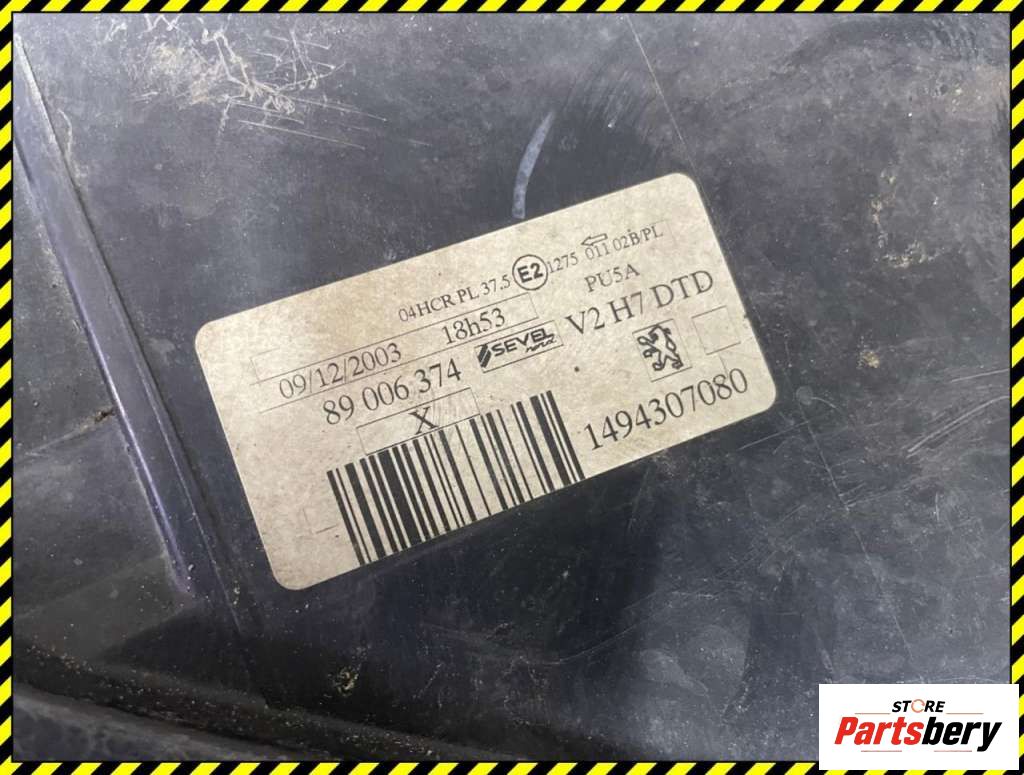 04HCR PL 37.5 E2 1275 011 02B/PL
PU5A
09/12/2003 18h53
V2 H7 DTD
89 006 374 SEVEL
X
1494307080
STORE
Partsbery